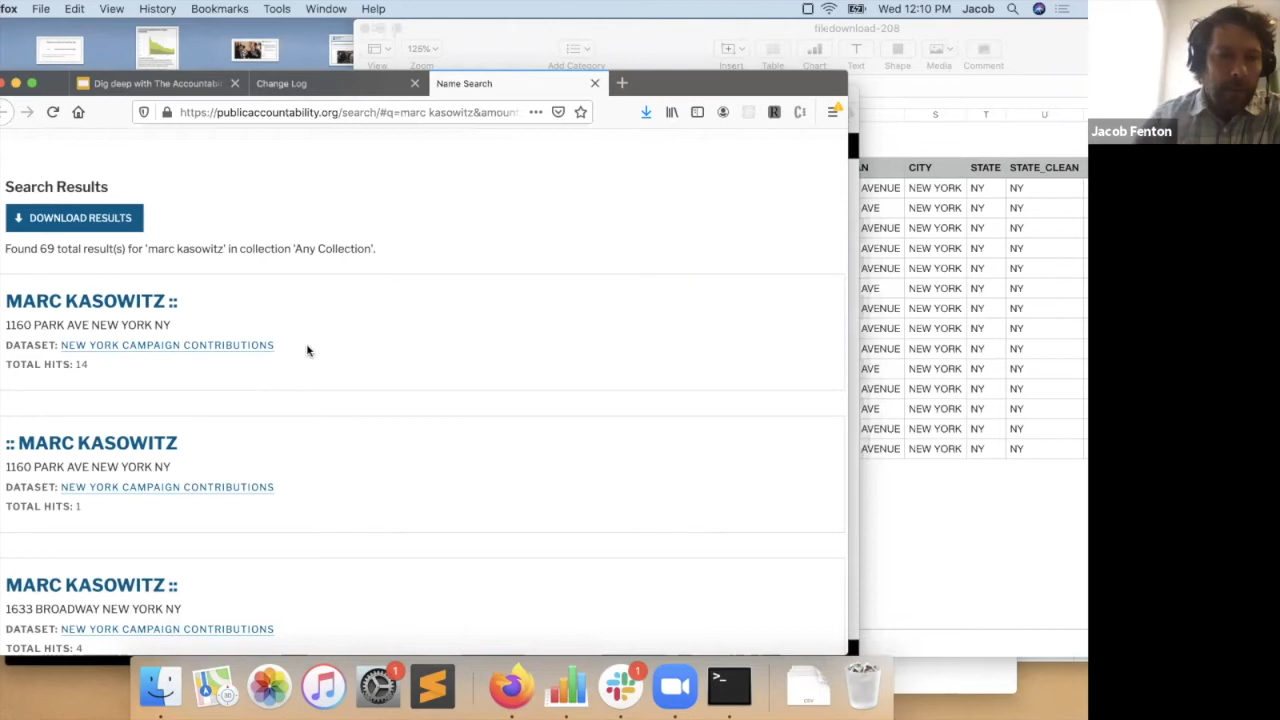 fox File Edit View History Bookmarks Tools Window Help Wed 12:10 PM Jacob
filedownload-208
125%
View Zoom Add Category Insert Table Chart Text Shape Media Comment
Dig deep with The Accountabi
Change Log
Name Search
https://publicaccountability.org/search/#q=marc kasowitz&amoun
Jacob Fenton
S T U
N CITY STATE STATE_CLEAN
AVENUE NEW YORK NY NY
AVE NEW YORK NY NY
AVENUE NEW YORK NY NY
AVENUE NEW YORK NY NY
AVENUE NEW YORK NY NY
AVE NEW YORK NY NY
AVENUE NEW YORK NY NY
AVENUE NEW YORK NY NY
AVENUE NEW YORK NY NY
AVE NEW YORK NY NY
AVENUE NEW YORK NY NY
AVE NEW YORK NY NY
AVENUE NEW YORK NY NY
AVENUE NEW YORK NY NY
Search Results
DOWNLOAD RESULTS
Found 69 total result(s) for 'marc kasowitz' in collection 'Any Collection'.
MARC KASOWITZ ::
1160 PARK AVE NEW YORK NY
DATASET: NEW YORK CAMPAIGN CONTRIBUTIONS
TOTAL HITS: 14
:: MARC KASOWITZ
1160 PARK AVE NEW YORK NY
DATASET: NEW YORK CAMPAIGN CONTRIBUTIONS
TOTAL HITS: 1
MARC KASOWITZ ::
1633 BROADWAY NEW YORK NY
DATASET: NEW YORK CAMPAIGN CONTRIBUTIONS
TOTAL HITS: 4
1
1